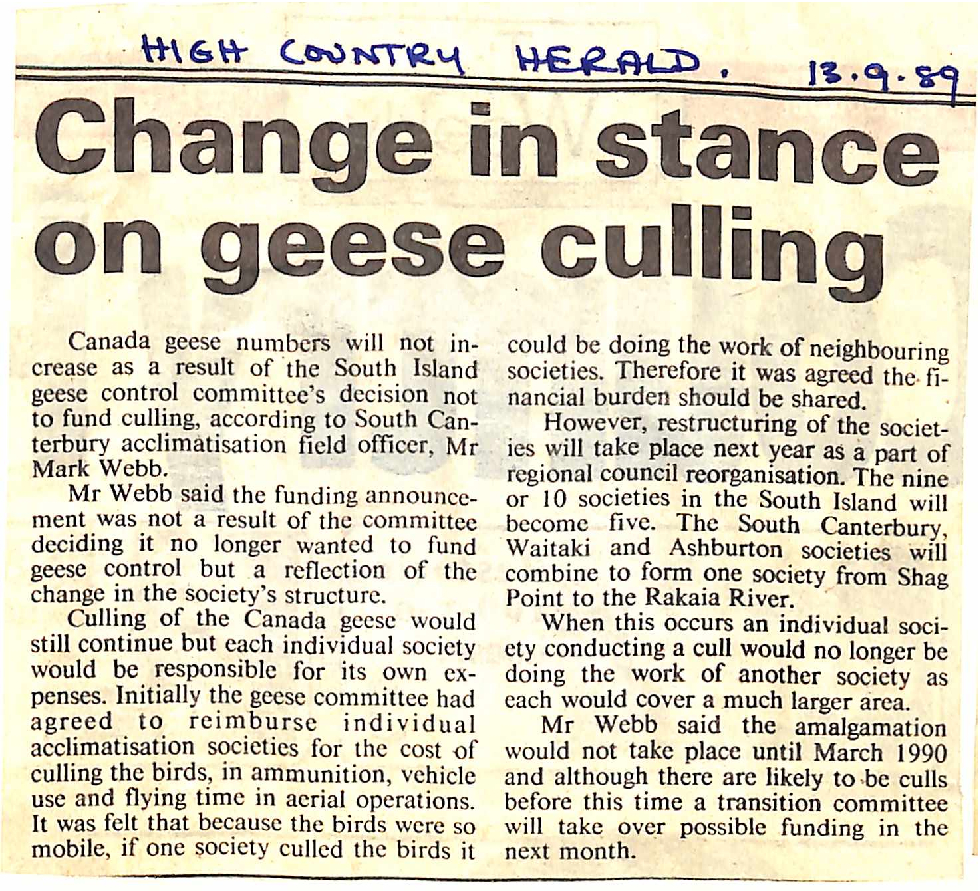 HIGH COUNTRY HERALD. 13.9.89
Change in stance
on geese culling
Canada geese numbers will not in-
crease as a result of the South Island
geese control committee's decision not
to fund culling, according to South Can-
terbury acclimatisation field officer, Mr
Mark Webb.
Mr Webb said the funding announce-
ment was not a result of the committee
deciding it no longer wanted to fund
geese control but a reflection of the
change in the society's structure.
Culling of the Canada geese would
still continue but each individual society
would be responsible for its own ex-
penses. Initially the geese committee had
agreed to reimburse individual
acclimatisation societies for the cost of
culling the birds, in ammunition, vehicle
use and flying time in aerial operations.
It was felt that because the birds were so
mobile, if one society culled the birds it
could be doing the work of neighbouring
societies. Therefore it was agreed the fi-
nancial burden should be shared.
However, restructuring of the societ-
ies will take place next year as a part of
regional council reorganisation. The nine
or 10 societies in the South Island will
become five. The South Canterbury,
Waitaki and Ashburton societies will
combine to form one society from Shag
Point to the Rakaia River.
When this occurs an individual soci-
ety conducting a cull would no longer be
doing the work of another society as
each would cover a much larger area.
Mr Webb said the amalgamation
would not take place until March 1990
and although there are likely to be culls
before this time a transition committee
will take over possible funding in the
next month.